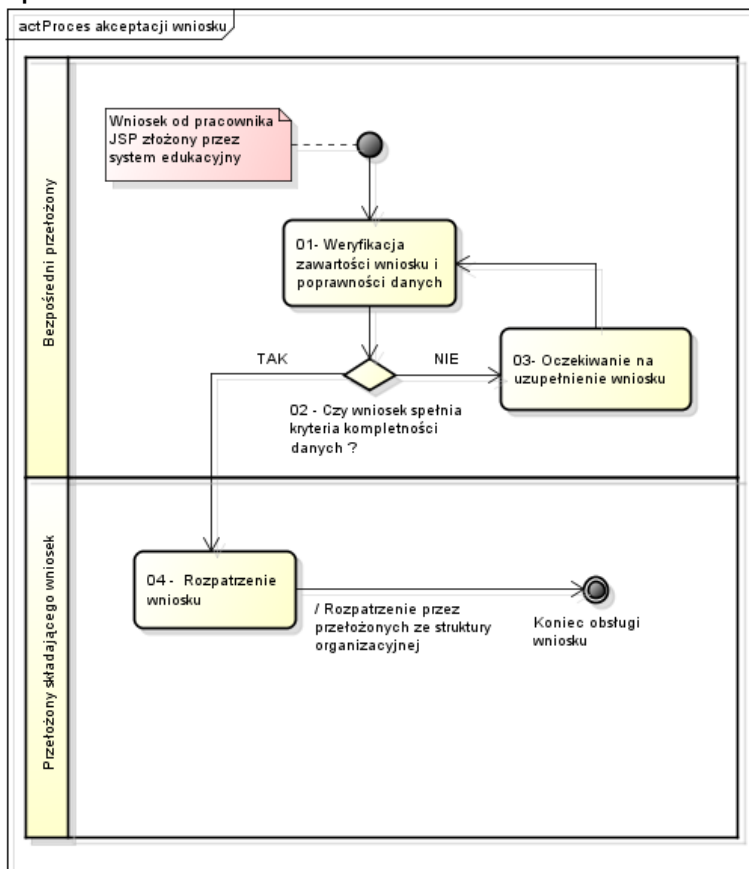 actProces akceptacji wniosku
Bezpośredni przełożony
Wniosek od pracownika
JSP złożony przez
system edukacyjny
01- Weryfikacja
zawartości wniosku i
poprawności danych
TAK
NIE
03- Oczekiwanie na
uzupełnienie wniosku
02 - Czy wniosek spełnia
kryteria kompletności
danych ?
Przełożony składającego wniosek
04 - Rozpatrzenie
wniosku
/ Rozpatrzenie przez
przełożonych ze struktury
organizacyjnej
Koniec obsługi
wniosku